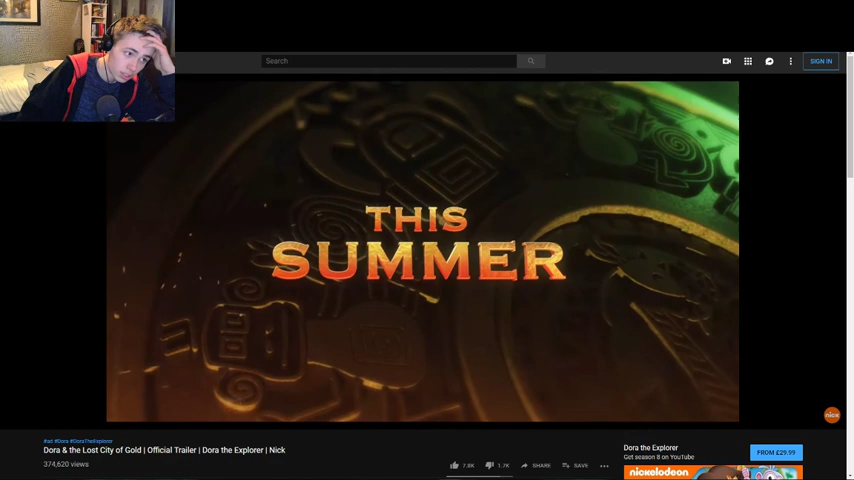 Search
SIGN IN
THIS
SUMMER
nick
#ad #Dora #DoraTheExplorer
Dora & the Lost City of Gold | Official Trailer | Dora the Explorer | Nick
374,620 views
7.8K
1.7K
SHARE
SAVE
Dora the Explorer
Get season 8 on YouTube
FROM £29.99
nickelodeon